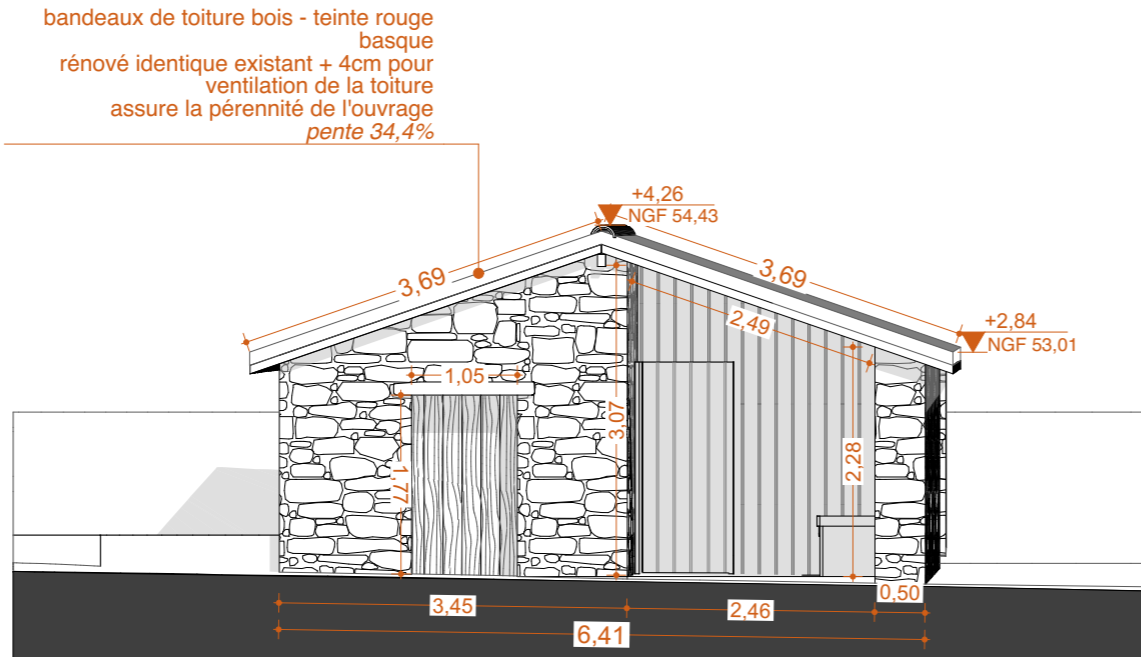 bandeaux de toiture bois - teinte rouge
basque
rénové identique existant + 4cm pour
ventilation de la toiture
assure la pérennité de l'ouvrage
pente 34,4%
+4,26
NGF 54,43
3,69
3,69
2,49
+2,84
NGF 53,01
1,05
3,07
1,77
2,28
3,45
2,46
0,50
6,41